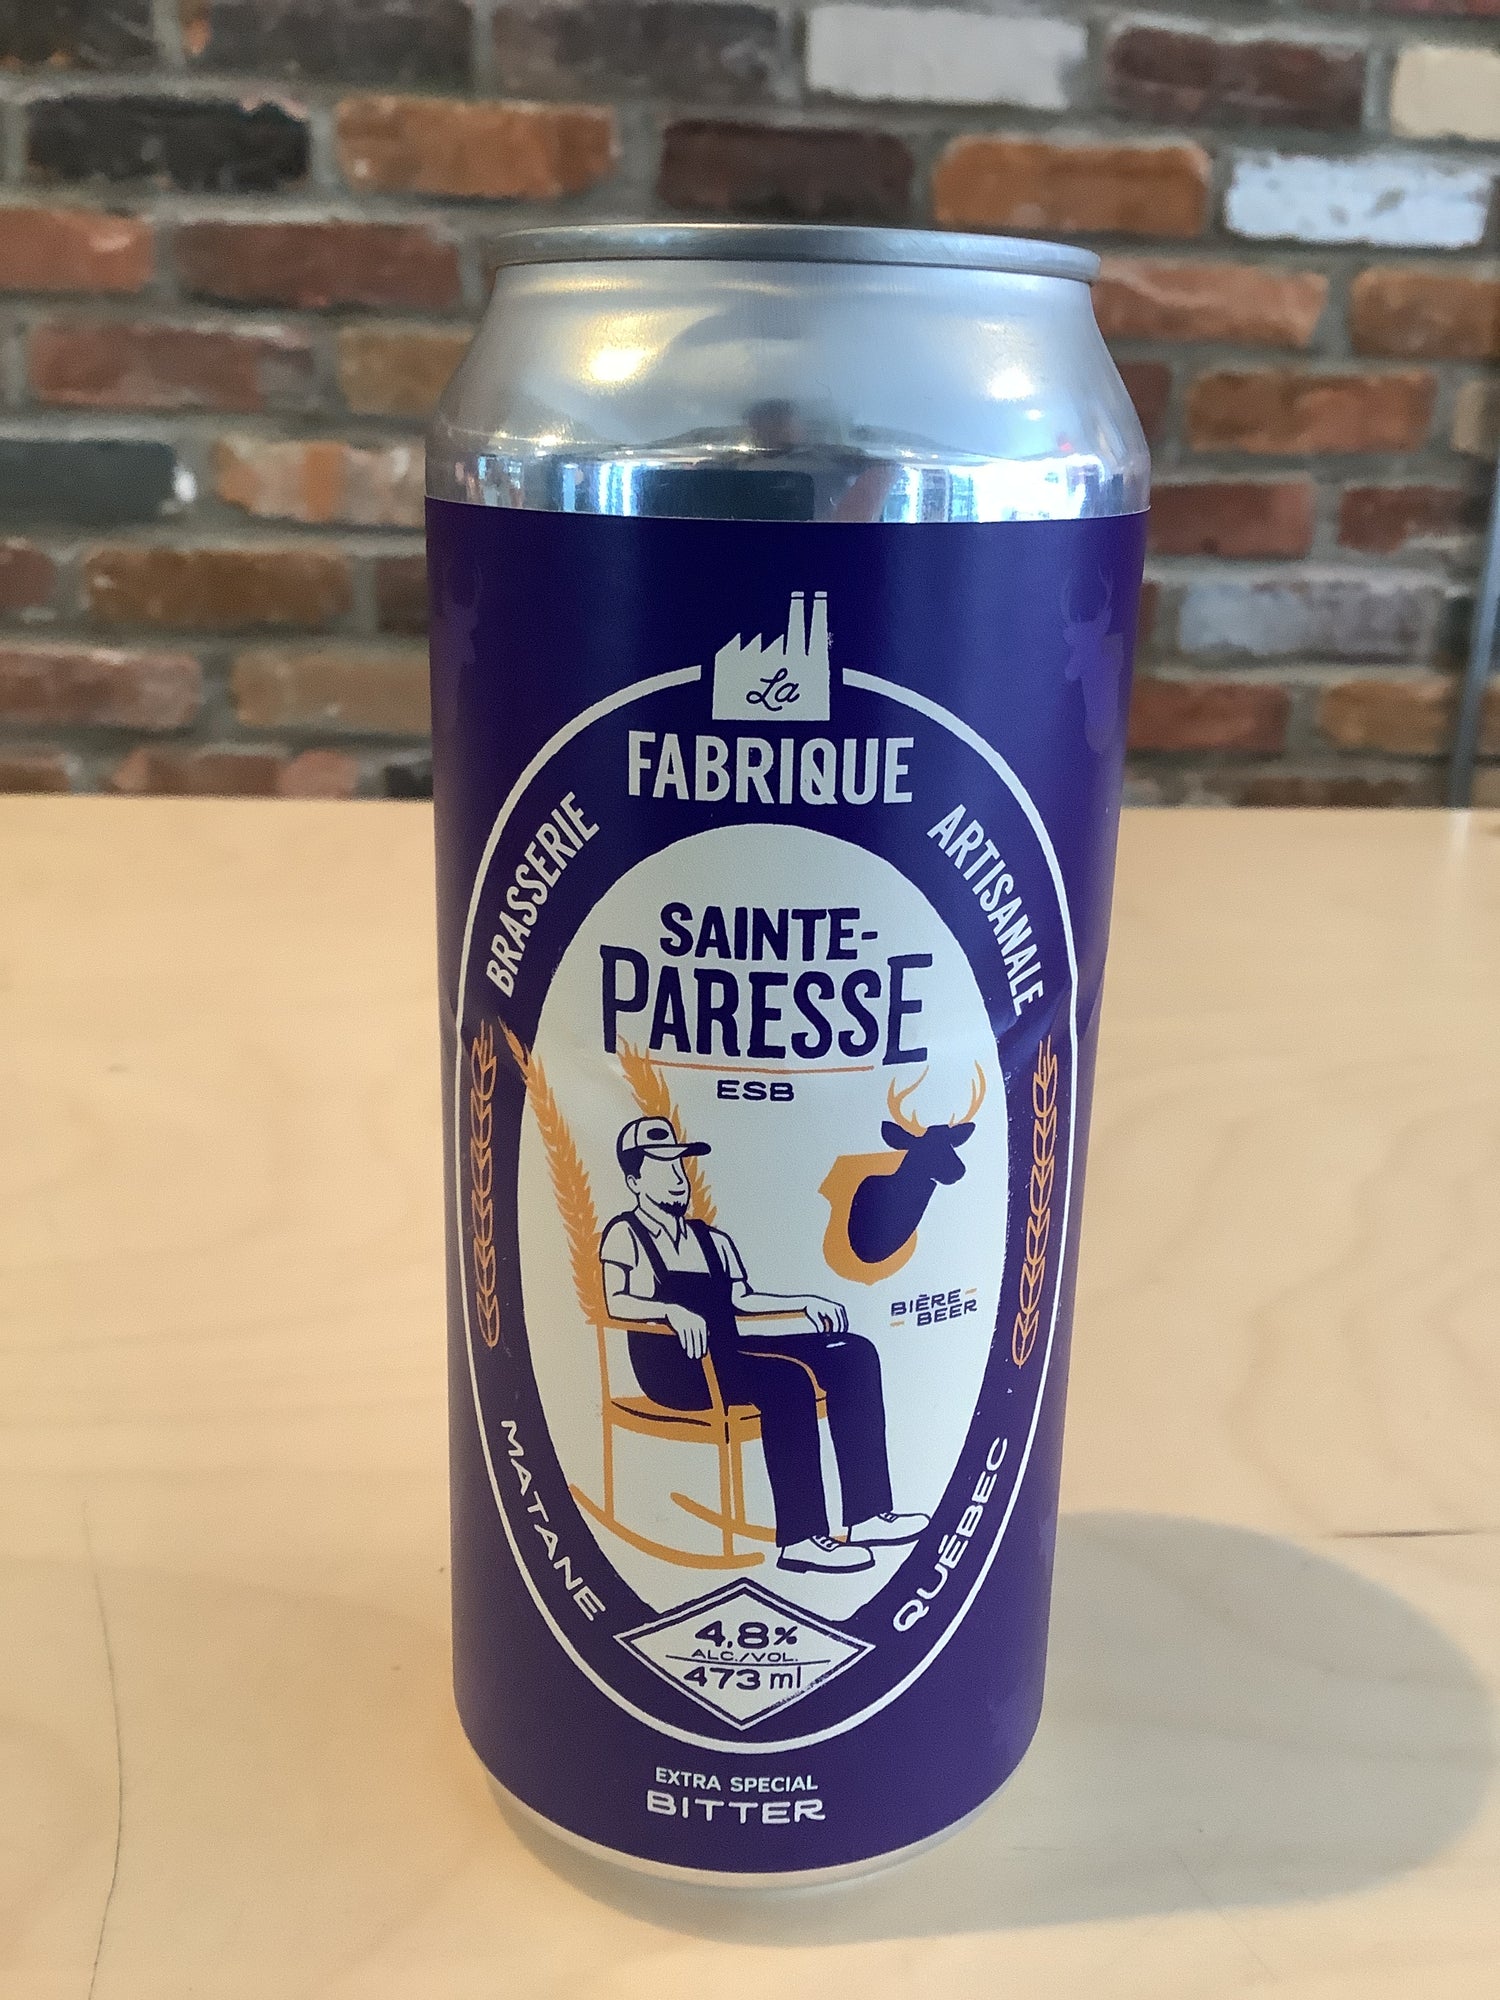 La
FABRIQUE
BRASSERIE
ARTISANALE
SAINTE-
PARESSE
ESB
BIÈRE
BEER
MATANE
QUÉBEC
4,8%
ALC./VOL.
473 ml
EXTRA SPECIAL
BITTER